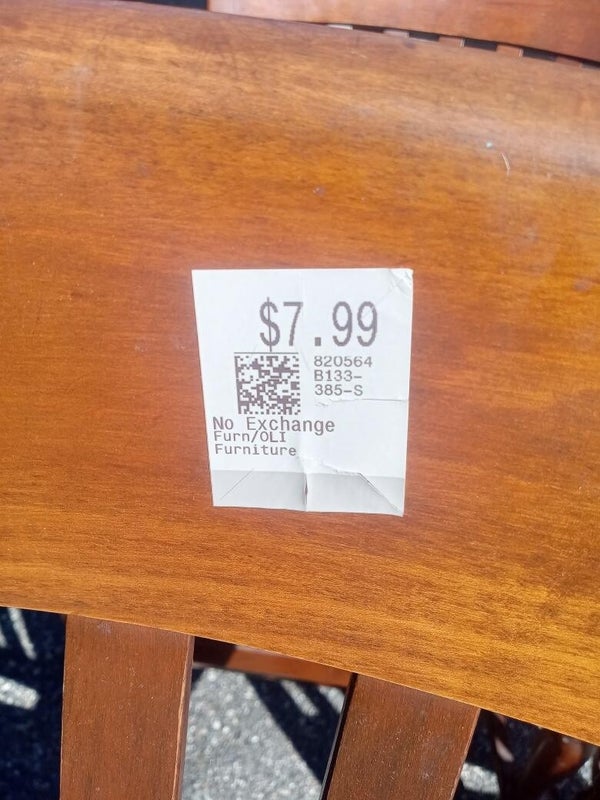 $7.99
820564
B133-
385-S
No Exchange
Furn/OLI
Furniture